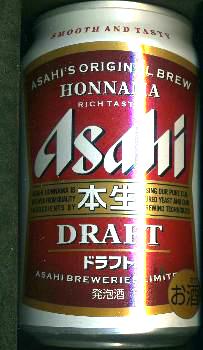 SMOOTH AND TASTY
ASAHI'S ORIGINAL BREW
HONNAMA
RICH TASTE
Asahi
本生
DRAFT
ドラフト
ASAHI BREWERIES LIMITED
発泡酒
お酒